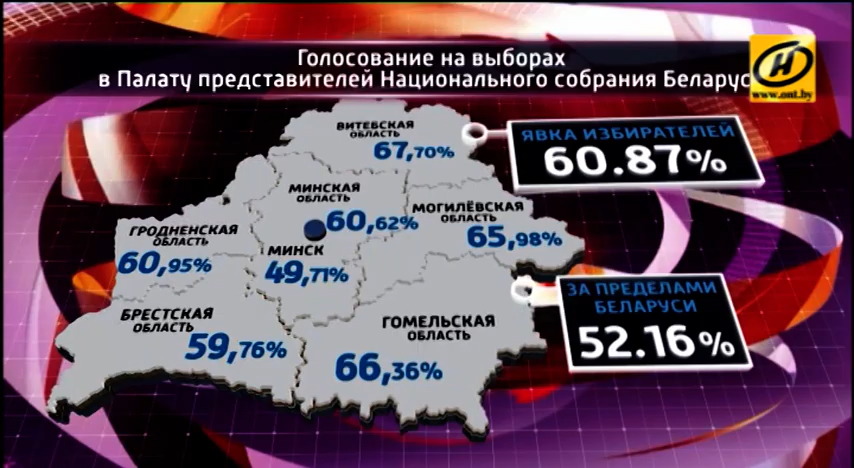 Голосование на выборах
в Палату представителей Национального собрания Беларус
www.ont.by
ВИТЕБСКАЯ
ОБЛАСТЬ
67,70%
ЯВКА ИЗБИРАТЕЛЕЙ
60.87%
МИНСКАЯ
ОБЛАСТЬ
60,62%
МОГИЛЁВСКАЯ
ОБЛАСТЬ
65,98%
ГРОДНЕНСКАЯ
ОБЛАСТЬ
60,95%
МИНСК
49,71%
ЗА ПРЕДЕЛАМИ
БЕЛАРУСИ
52.16%
БРЕСТСКАЯ
ОБЛАСТЬ
59,76%
ГОМЕЛЬСКАЯ
ОБЛАСТЬ
66,36%